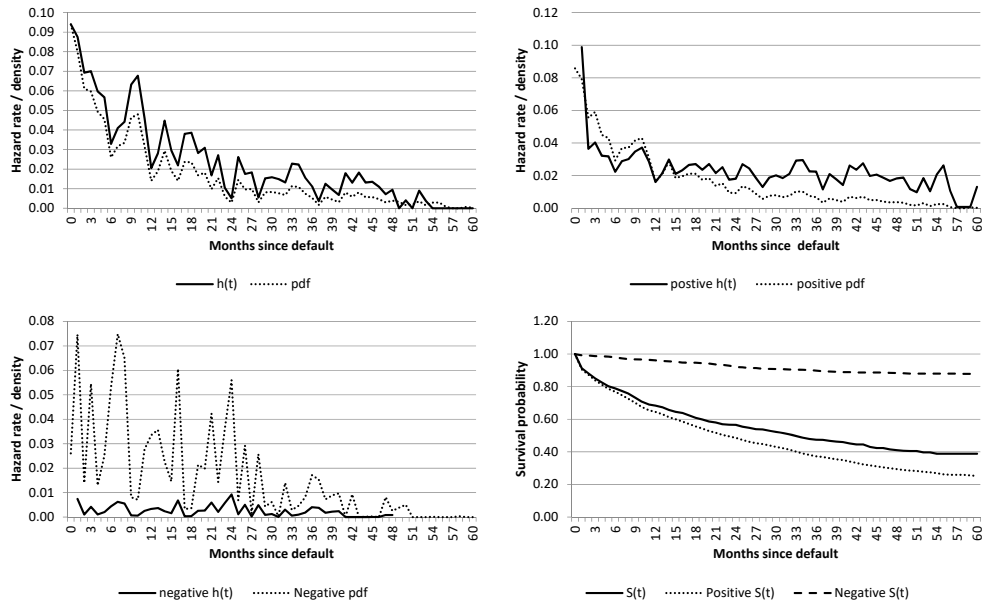 Hazard rate / density
0.10
0.09
0.08
0.07
0.06
0.05
0.04
0.03
0.02
0.01
0.00
0 3 6 9 12 15 18 21 24 27 30 33 36 39 42 45 48 51 54 57 60
Months since default
h(t) pdf
Hazard rate / density
0.12
0.10
0.08
0.06
0.04
0.02
0.00
0 3 6 9 12 15 18 21 24 27 30 33 36 39 42 45 48 51 54 57 60
Months since default
postive h(t) positive pdf
Hazard rate / density
0.08
0.07
0.06
0.05
0.04
0.03
0.02
0.01
0.00
0 3 6 9 12 15 18 21 24 27 30 33 36 39 42 45 48 51 54 57 60
Months since default
negative h(t) Negative pdf
Survival probability
1.20
1.00
0.80
0.60
0.40
0.20
0.00
0 3 6 9 12 15 18 21 24 27 30 33 36 39 42 45 48 51 54 57 60
Months since default
S(t) Positive S(t) Negative S(t)